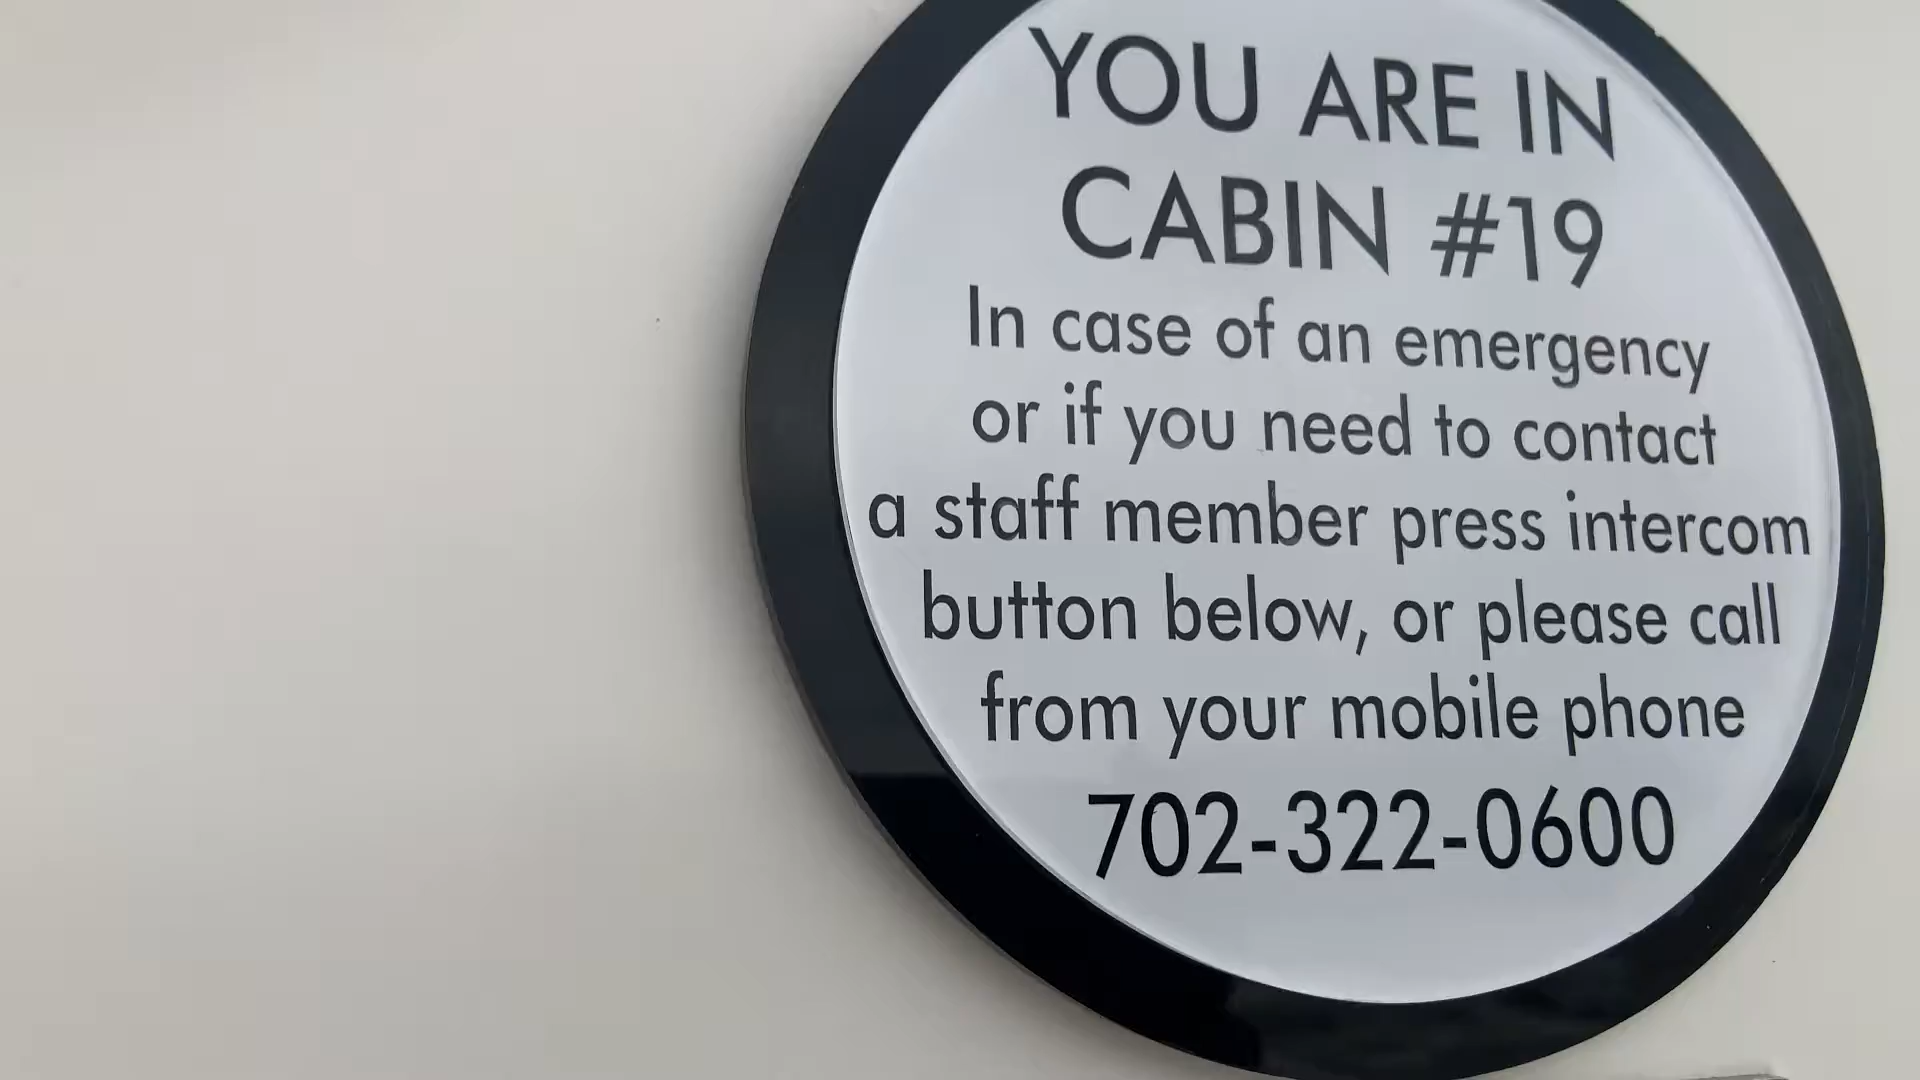 YOU ARE IN
CABIN #19
In case of an emergency
or if you need to contact
a staff member press intercom
button below, or please call
from your mobile phone
702-322-0600